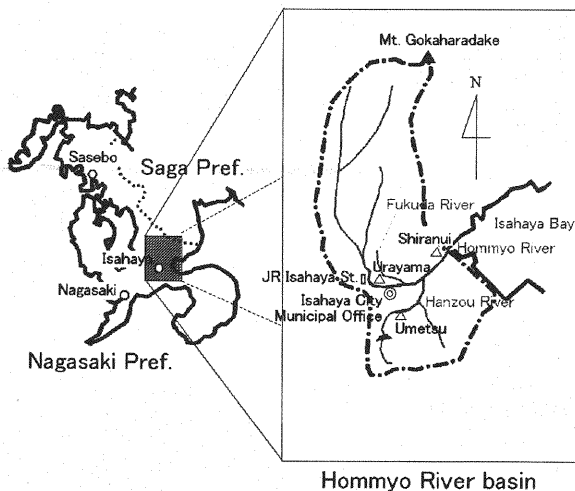 Mt. Gokaharadake
N
Sasebo
Saga Pref.
Fukuda River
Isahaya Bay
Shiranui
Hommyo River
Isahaya
Urayama
JR Isahaya St.
Isahaya City
Municipal Office
Hanzou River
Nagasaki
Umetsu
Nagasaki Pref.
Hommyo River basin